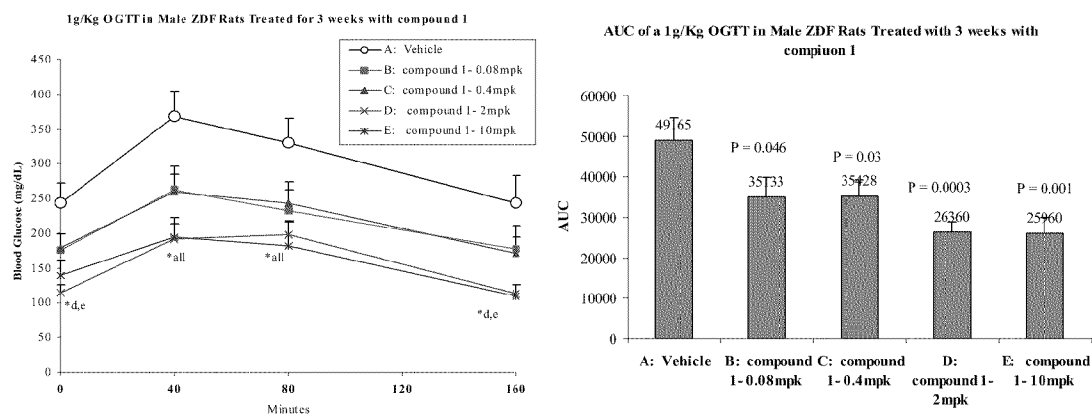 1g/Kg OGTT in Male ZDF Rats Treated for 3 weeks with compound 1
A: Vehicle
B: compound 1- 0.08mpk
C: compound 1- 0.4mpk
D: compound 1- 2mpk
E: compound 1- 10mpk
Blood Glucose (mg/dL)
450
400
350
300
250
200
150
100
50
0
*d,e
*all
*all
*d,e
0
40
80
120
160
Minutes
AUC of a 1g/Kg OGTT in Male ZDF Rats Treated with 3 weeks with
compiuon 1
AUC
60000
50000
40000
30000
20000
10000
0
49165
P = 0.046
35133
P = 0.03
35428
P = 0.0003
26360
P = 0.001
25960
A: Vehicle
B: compound
1- 0.08mpk
C: compound
1- 0.4mpk
D:
compound 1-
2mpk
E: compound
1- 10mpk